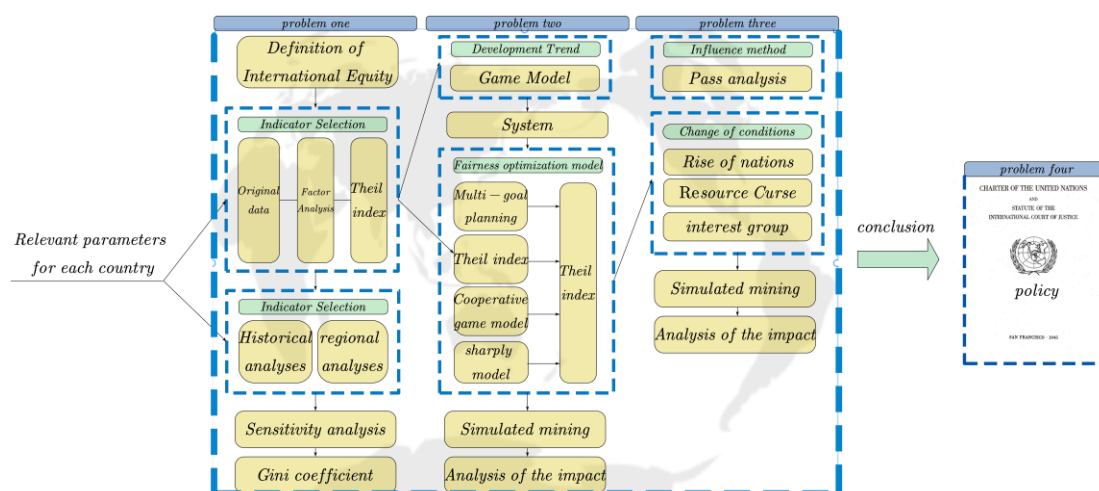 problem one
problem two
problem three
Definition of
International Equity
Indicator Selection
Original
data
Factor
Analysis
Theil
index
Relevant parameters
for each country
Indicator Selection
Historical
analyses
regional
analyses
Sensitivity analysis
Gini coefficient
Development Trend
Game Model
System
Fairness optimization model
Multi − goal
planning
Theil index
Cooperative
game model
sharply
model
Theil
index
Simulated mining
Analysis of the impact
Influence method
Pass analysis
Change of conditions
Rise of nations
Resource Curse
interest group
Simulated mining
Analysis of the impact
conclusion
problem four
CHARTER OF THE UNITED NATIONS
AND
STATUTE OF THE
INTERNATIONAL COURT OF JUSTICE
policy
SAN FRANCISCO · 1945